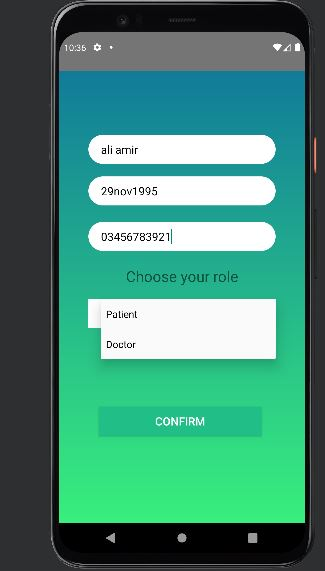 10:36
ali amir
29nov1995
03456783921
Choose your role
Patient
Doctor
CONFIRM